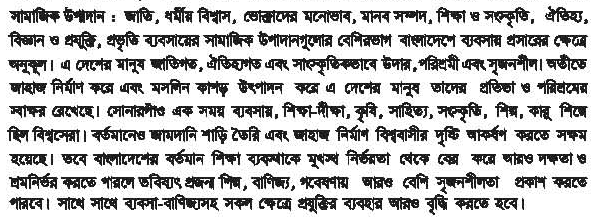 সামাজিক উপাদান : জাতি, ধর্মীয় বিশ্বাস, ভোক্তাদের মনোভাব, মানব সম্পদ, শিক্ষা ও সংস্কৃতি, ঐতিহ্য,
বিজ্ঞান ও প্রযুক্তি, প্রভৃতি ব্যবসায়ের সামাজিক উপাদানগুলোর বেশিরভাগ বাংলাদেশে ব্যবসায় প্রসারের ক্ষেত্রে
অনুকূল। এ দেশের মানুষ জাতিগত, ঐতিহ্যগত এবং সাংস্কৃতিকভাবে উদার, পরিশ্রমী এবং সৃজনশীল। অতীতে
জাহাজ নির্মাণ করে এবং মসলিন কাপড় উৎপাদন করে এ দেশের মানুষ তাদের প্রতিভা ও পরিশ্রমের
স্বাক্ষর রেখেছে। সোনারগাঁও এক সময় ব্যবসায়, শিক্ষা-দীক্ষা, কৃষি, সাহিত্য, সংস্কৃতি, শিল্প, কারু শিল্পে
ছিল বিশ্বসেরা। বর্তমানেও জামদানি শাড়ি তৈরি এবং জাহাজ নির্মাণ বিশ্ববাসীর দৃষ্টি আকর্ষণ করতে সক্ষম
হয়েছে। তবে বাংলাদেশের বর্তমান শিক্ষা ব্যবস্থাকে মুখস্থ নির্ভরতা থেকে বের করে আরও দক্ষতা ও
শ্রমনির্ভর করতে পারলে ভবিষ্যৎ প্রজন্ম শিল্প, বাণিজ্য, গবেষণায় আরও বেশি সৃজনশীলতা প্রকাশ করতে
পারবে। সাথে সাথে ব্যবসা-বাণিজ্যসহ সকল ক্ষেত্রে প্রযুক্তির ব্যবহার আরও বৃদ্ধি করতে হবে।